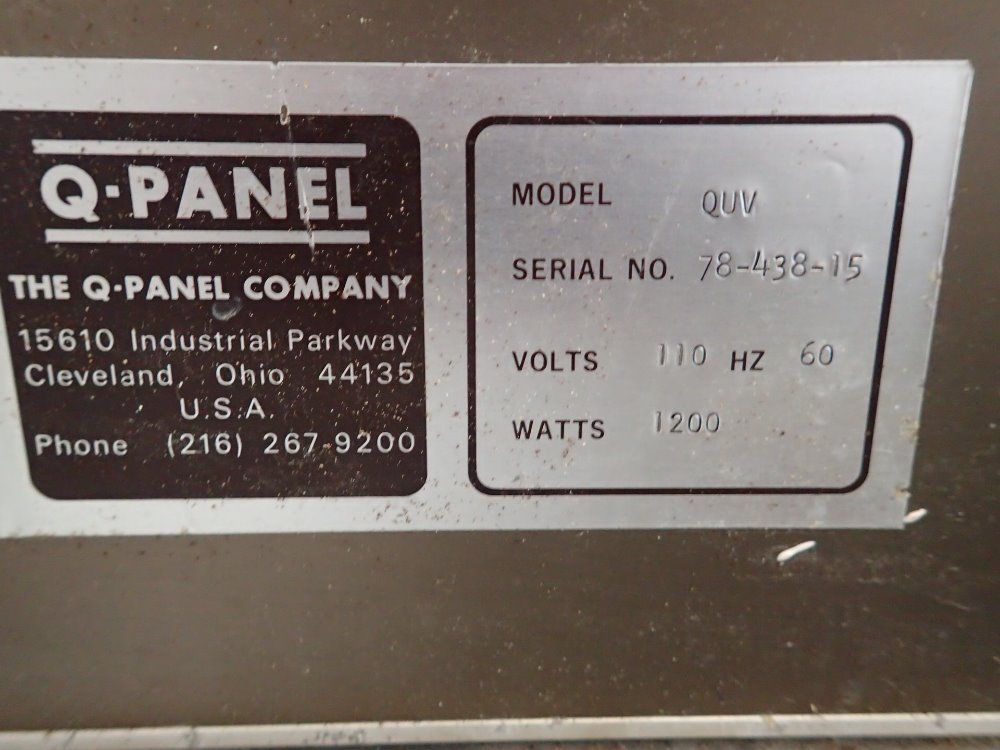 Q-PANEL
THE Q-PANEL COMPANY
15610 Industrial Parkway
Cleveland, Ohio 44135
U.S.A.
Phone (216) 267-9200
MODEL QUV
SERIAL NO. 78-438-15
VOLTS 110 HZ 60
WATTS 1200